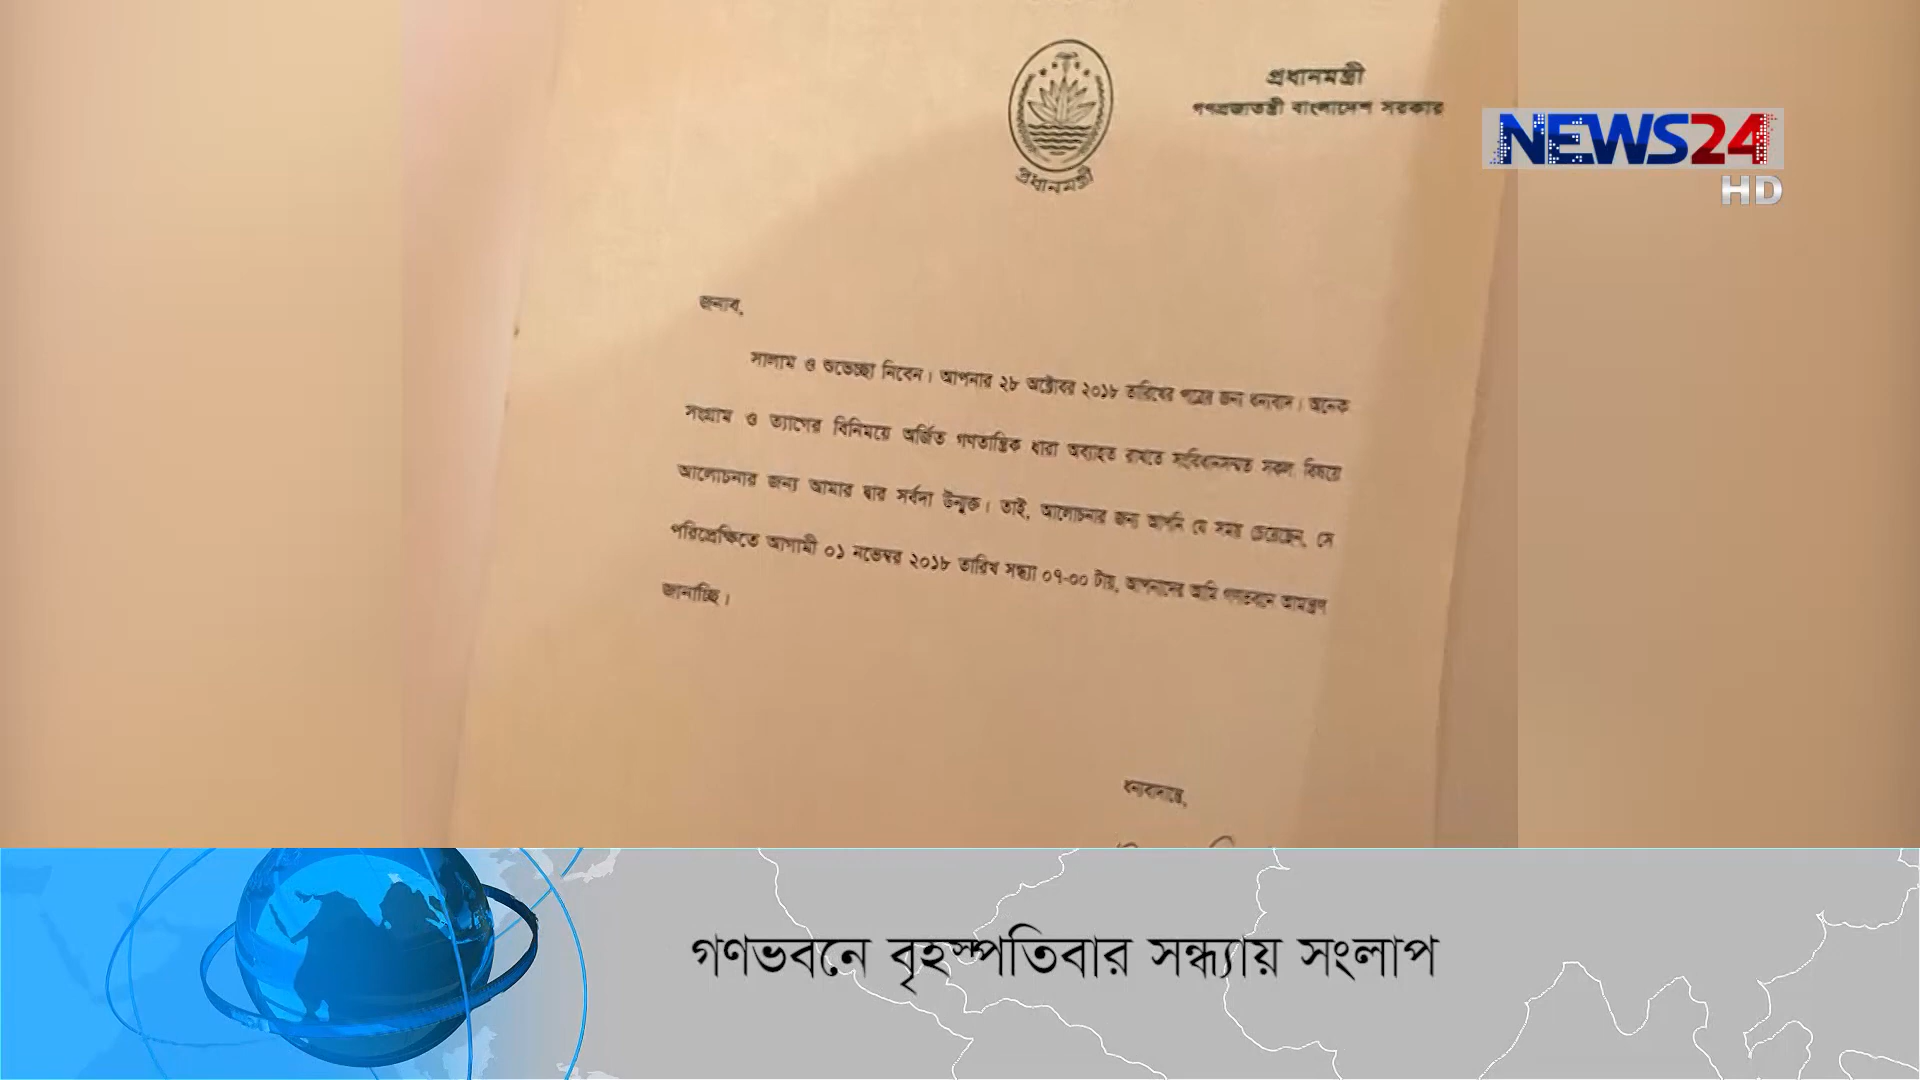 প্রধানমন্ত্রী
গণপ্রজাতন্ত্রী বাংলাদেশ সরকার
NEWS24
HD
প্রধানমন্ত্রী
জনাব,
সালাম ও শুভেচ্ছা নিবেন। আপনার ২৮ অক্টোবর ২০১৮ তারিখের পত্রের জন্য ধন্যবাদ। অনেক
সংগ্রাম ও ত্যাগের বিনিময়ে অর্জিত গণতান্ত্রিক ধারা অব্যাহত রাখতে সংবিধানসম্মত সকল বিষয়ে
আলোচনার জন্য আমার দ্বার সর্বদা উন্মুক্ত। তাই, আলোচনার জন্য আপনি যে সময় চেয়েছেন, সে
পরিপ্রেক্ষিতে আগামী ০১ নভেম্বর ২০১৮ তারিখ সন্ধ্যা ০৭-০০ টায়, আপনাদের আমি গণভবনে আমন্ত্রণ
জানাচ্ছি।
ধন্যবাদান্তে,
গণভবনে বৃহস্পতিবার সন্ধ্যায় সংলাপ